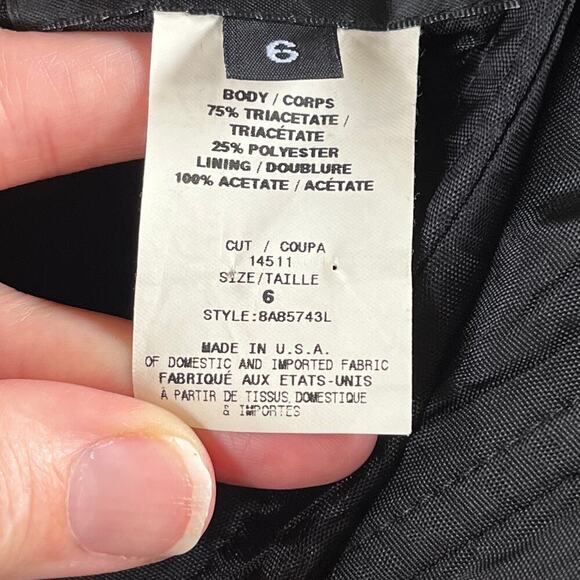 6
BODY / CORPS
75% TRIACETATE /
TRIACÉTATE
25% POLYESTER
LINING / DOUBLURE
100% ACETATE / ACÉTATE
CUT / COUPA
14511
SIZE/TAILLE
6
STYLE:8A85743L
MADE IN U.S.A.
OF DOMESTIC AND IMPORTED FABRIC
FABRIQUÉ AUX ETATS-UNIS
À PARTIR DE TISSUS, DOMESTIQUE
& IMPORTES